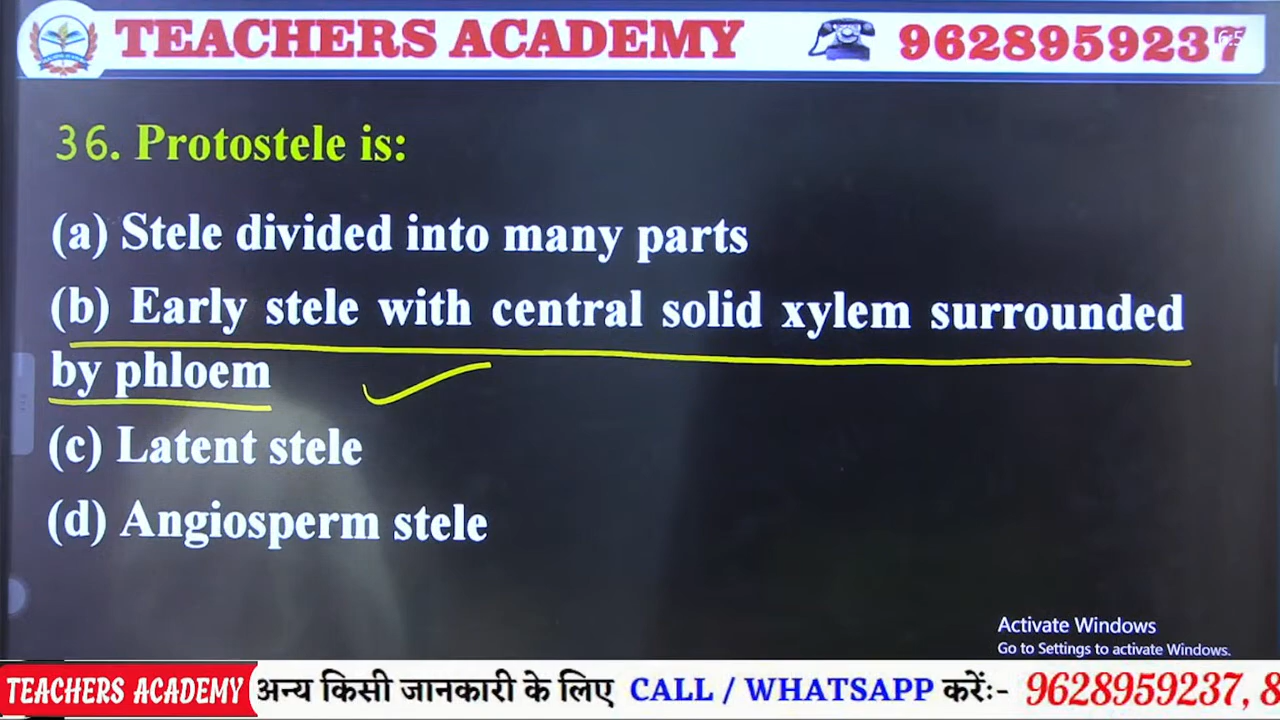 TEACHERS ACADEMY 9628959237
36. Protostele is:
(a) Stele divided into many parts
(b) Early stele with central solid xylem surrounded
by phloem
(c) Latent stele
(d) Angiosperm stele
Activate Windows
Go to Settings to activate Windows.
TEACHERS ACADEMY अन्य किसी जानकारी के लिए CALL / WHATSAPP करेंः- 9628959237, 8